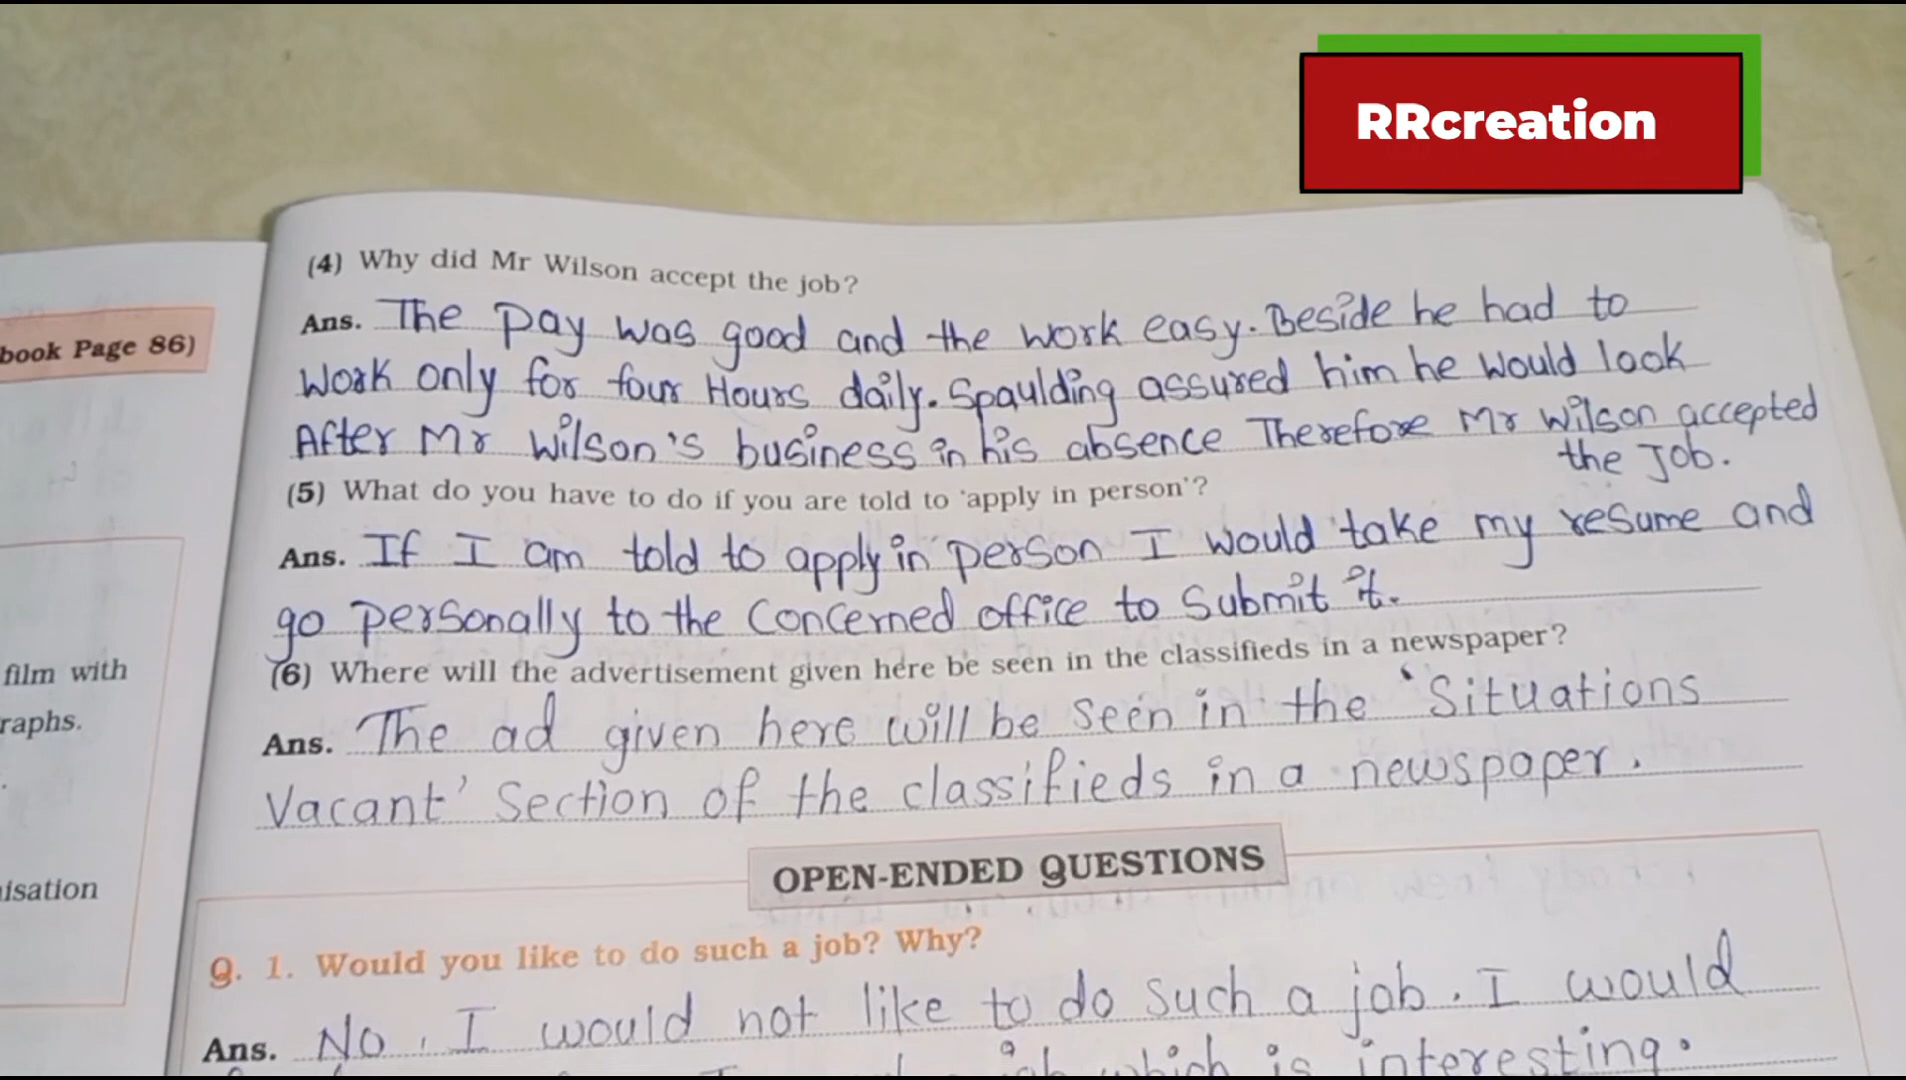 RRcreation
(4) Why did Mr Wilson accept the job?
Ans. The pay was good and the work easy. Beside he had to
work only for four Hours daily. Spaulding assured him he would look
After Mr Wilson's business in his absence Therefore Mr Wilson accepted
the Job.
book Page 86)
(5) What do you have to do if you are told to 'apply in person'?
Ans. If I am told to apply in person I would take my resume and
go personally to the Concerned office to Submit it.
(6) Where will the advertisement given here be seen in the classifieds in a newspaper?
Ans. The ad given here will be seen in the 'Situations
Vacant' Section of the classifieds in a newspaper.
film with
raphs.
isation
OPEN-ENDED QUESTIONS
Q. 1. Would you like to do such a job? Why?
Ans. No, I would not like to do such a job. I would
which is interesting.